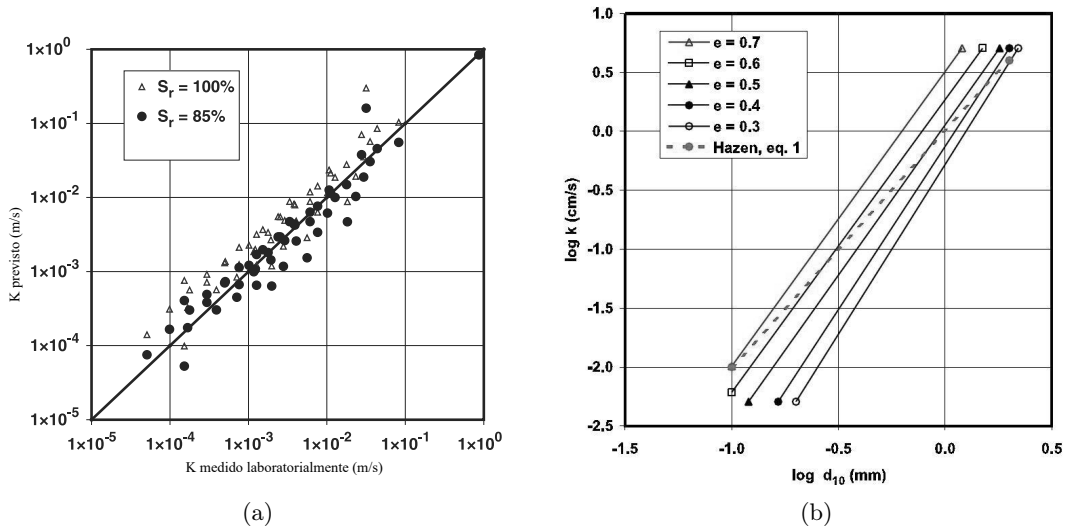 1×10⁰
1×10⁻¹
1×10⁻²
1×10⁻³
1×10⁻⁴
1×10⁻⁵
K previsto (m/s)
Sᵣ = 100%
Sᵣ = 85%
1×10⁻⁵ 1×10⁻⁴ 1×10⁻³ 1×10⁻² 1×10⁻¹ 1×10⁰
K medido laboratorialmente (m/s)
(a)
1.0
0.5
0.0
-0.5
-1.0
-1.5
-2.0
-2.5
log k (cm/s)
e = 0.7
e = 0.6
e = 0.5
e = 0.4
e = 0.3
Hazen, eq. 1
-1.5 -1.0 -0.5 0.0 0.5
log d₁₀ (mm)
(b)